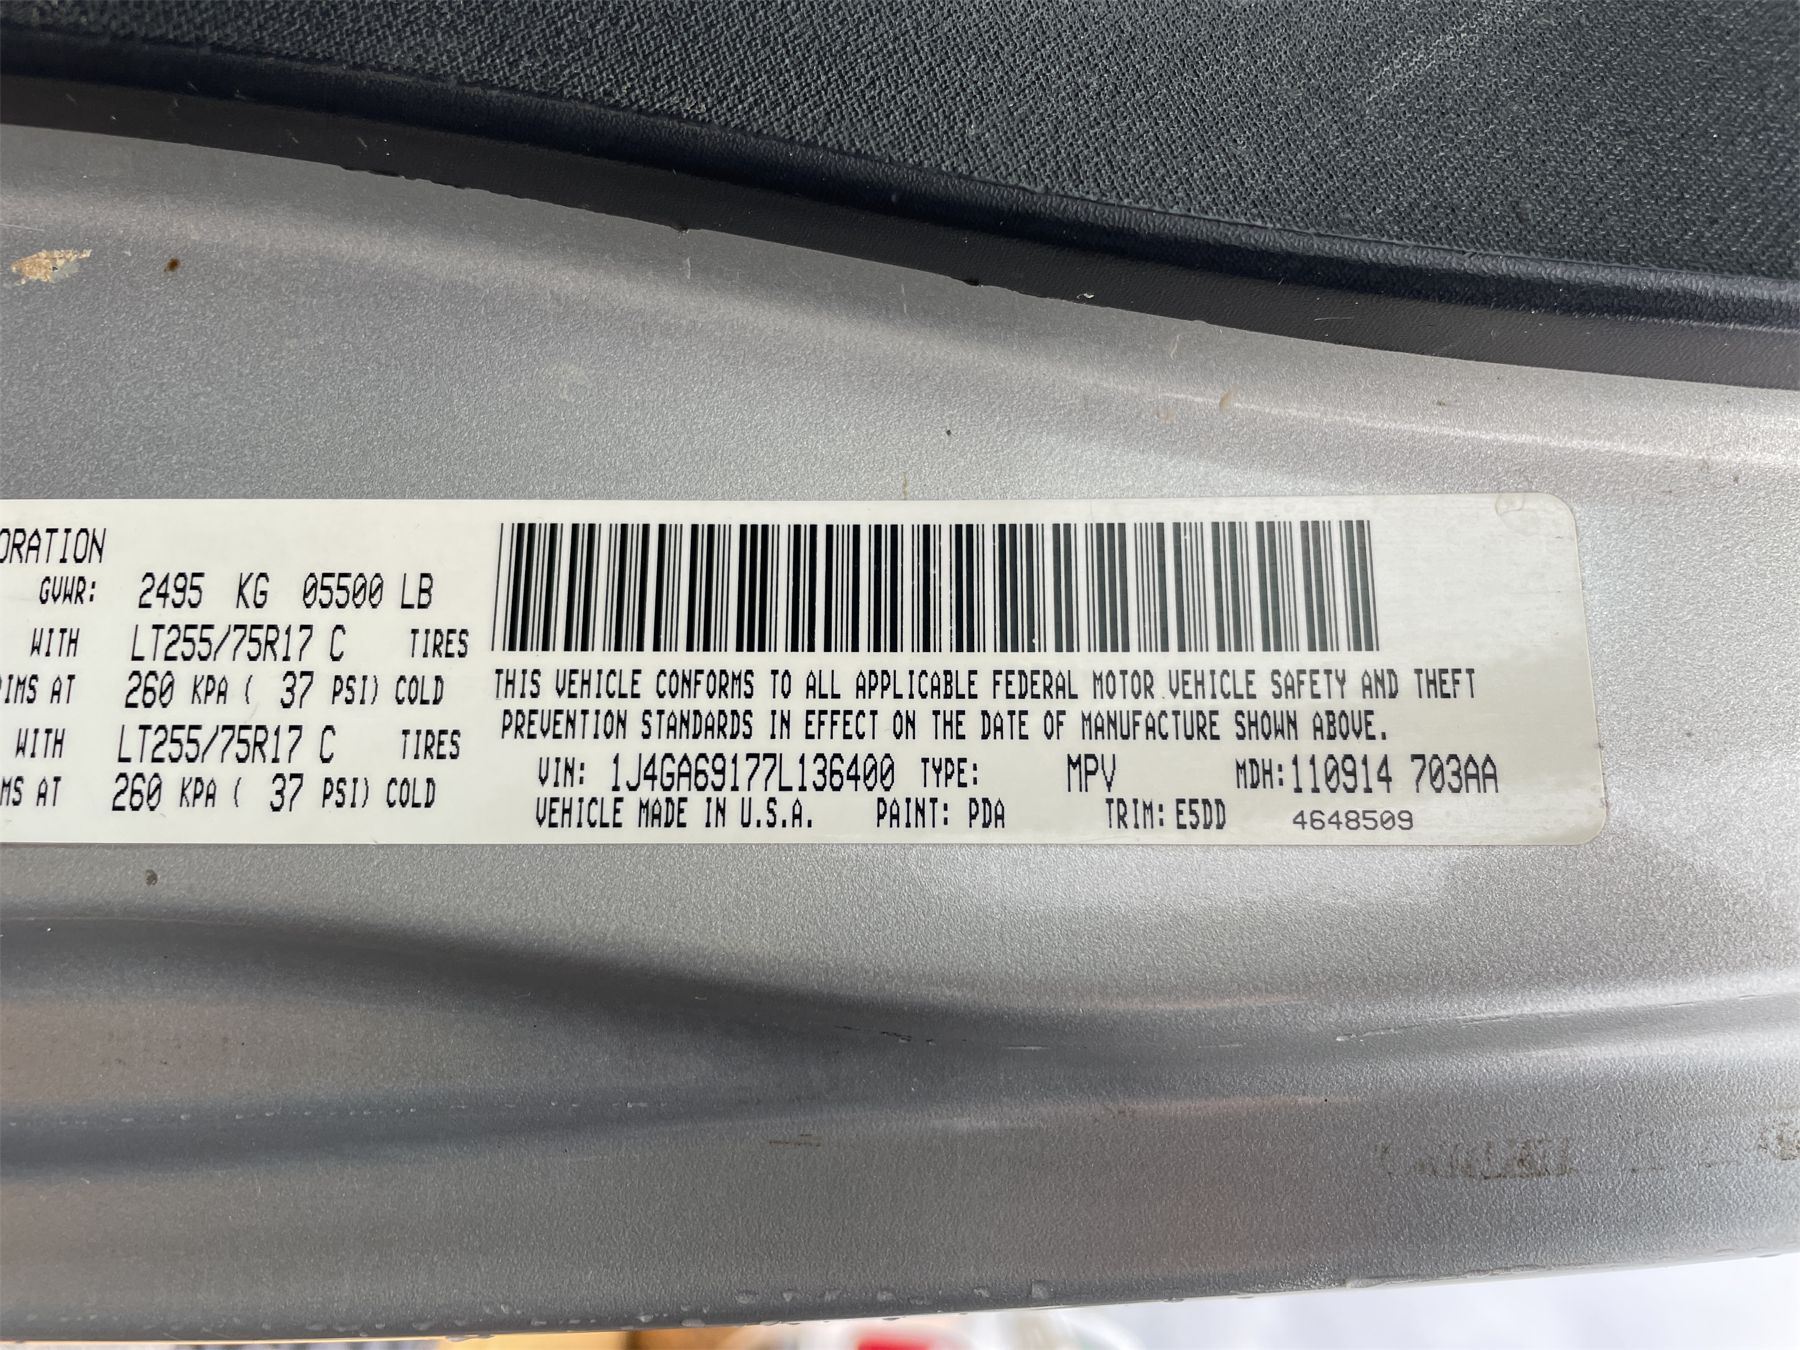 ORATION
GVWR: 2495 KG 05500 LB
WITH LT255/75R17 C TIRES
IMS AT 260 KPA ( 37 PSI) COLD
WITH LT255/75R17 C TIRES
MS AT 260 KPA ( 37 PSI) COLD
THIS VEHICLE CONFORMS TO ALL APPLICABLE FEDERAL MOTOR VEHICLE SAFETY AND THEFT
PREVENTION STANDARDS IN EFFECT ON THE DATE OF MANUFACTURE SHOWN ABOVE.
VIN: 1J4GA69177L136400 TYPE: MPV MDH:110914 703AA
VEHICLE MADE IN U.S.A. PAINT: PDA TRIM: E5DD 4648509